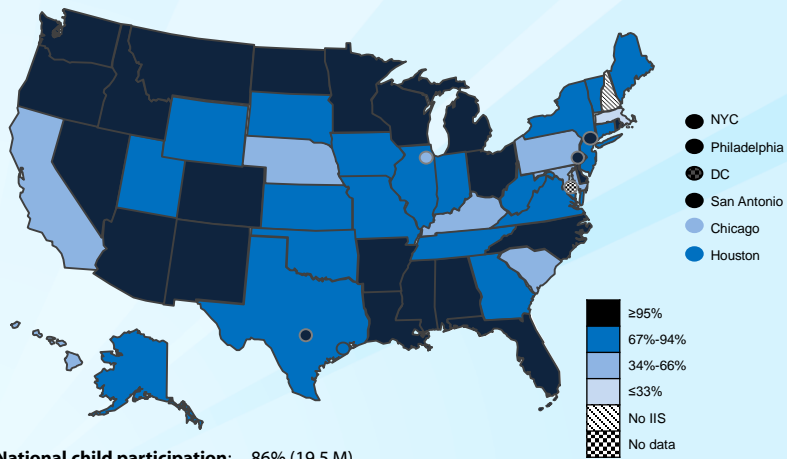 NYC
Philadelphia
DC
San Antonio
Chicago
Houston
≥95%
67%-94%
34%-66%
≤33%
No IIS
No data
National child participation: 86% (19.5 M)